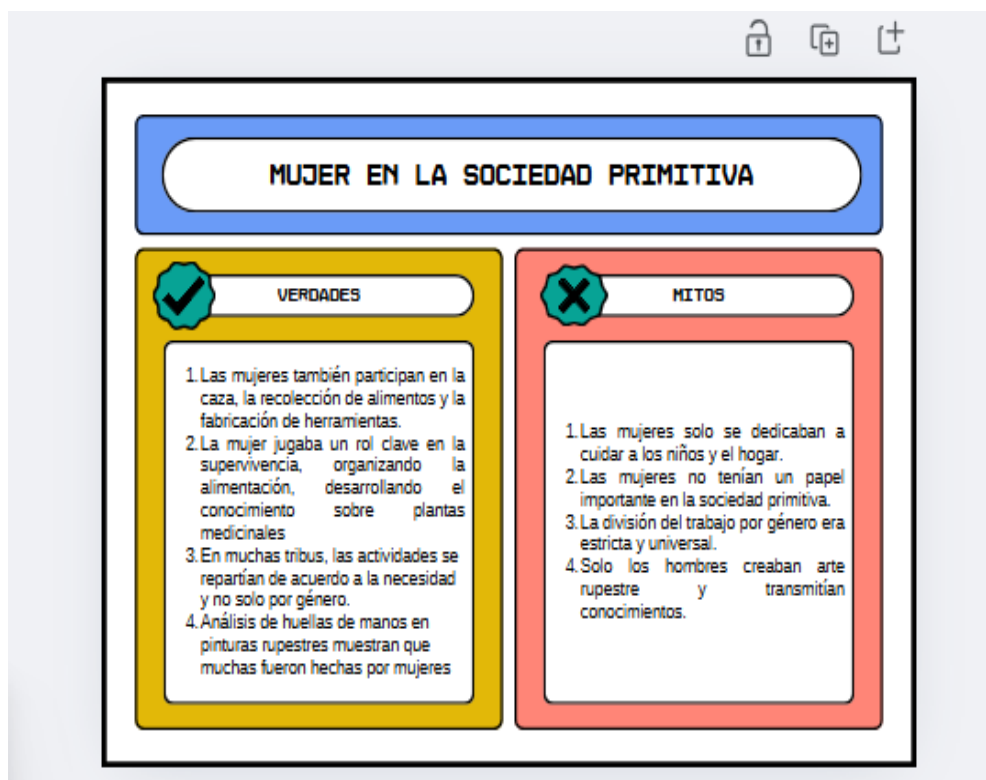 MUJER EN LA SOCIEDAD PRIMITIVA
VERDADES
1. Las mujeres también participan en la
caza, la recolección de alimentos y la
fabricación de herramientas.
2. La mujer jugaba un rol clave en la
supervivencia, organizando la
alimentación, desarrollando el
conocimiento sobre plantas
medicinales
3. En muchas tribus, las actividades se
repartían de acuerdo a la necesidad
y no solo por género.
4. Análisis de huellas de manos en
pinturas rupestres muestran que
muchas fueron hechas por mujeres
MITOS
1. Las mujeres solo se dedicaban a
cuidar a los niños y el hogar.
2. Las mujeres no tenían un papel
importante en la sociedad primitiva.
3. La división del trabajo por género era
estricta y universal.
4. Solo los hombres creaban arte
rupestre y transmitían
conocimientos.